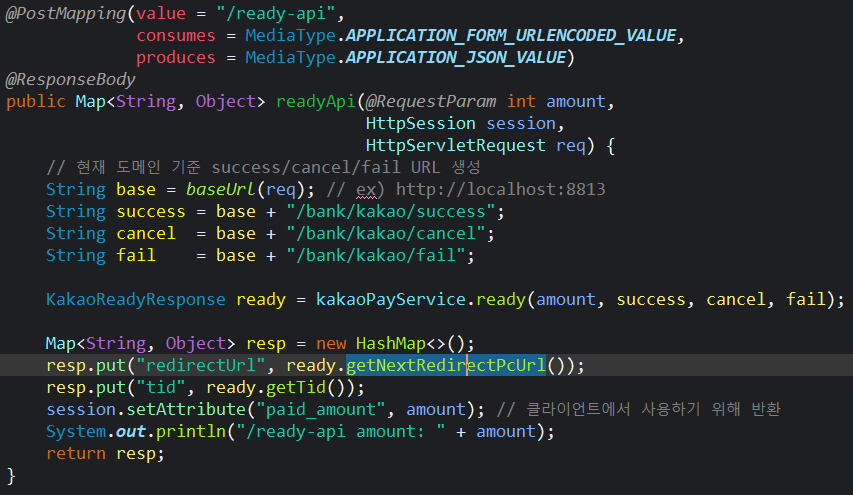 @PostMapping(value = "/ready-api",
             consumes = MediaType.APPLICATION_FORM_URLENCODED_VALUE,
             produces = MediaType.APPLICATION_JSON_VALUE)
@ResponseBody
public Map<String, Object> readyApi(@RequestParam int amount,
                                    HttpSession session,
                                    HttpServletRequest req) {
    // 현재 도메인 기준 success/cancel/fail URL 생성
    String base = baseUrl(req); // ex) http://localhost:8813
    String success = base + "/bank/kakao/success";
    String cancel  = base + "/bank/kakao/cancel";
    String fail    = base + "/bank/kakao/fail";

    KakaoReadyResponse ready = kakaoPayService.ready(amount, success, cancel, fail);

    Map<String, Object> resp = new HashMap<>();
    resp.put("redirectUrl", ready.getNextRedirectPcUrl());
    resp.put("tid", ready.getTid());
    session.setAttribute("paid_amount", amount); // 클라이언트에서 사용하기 위해 반환
    System.out.println("/ready-api amount: " + amount);
    return resp;
}